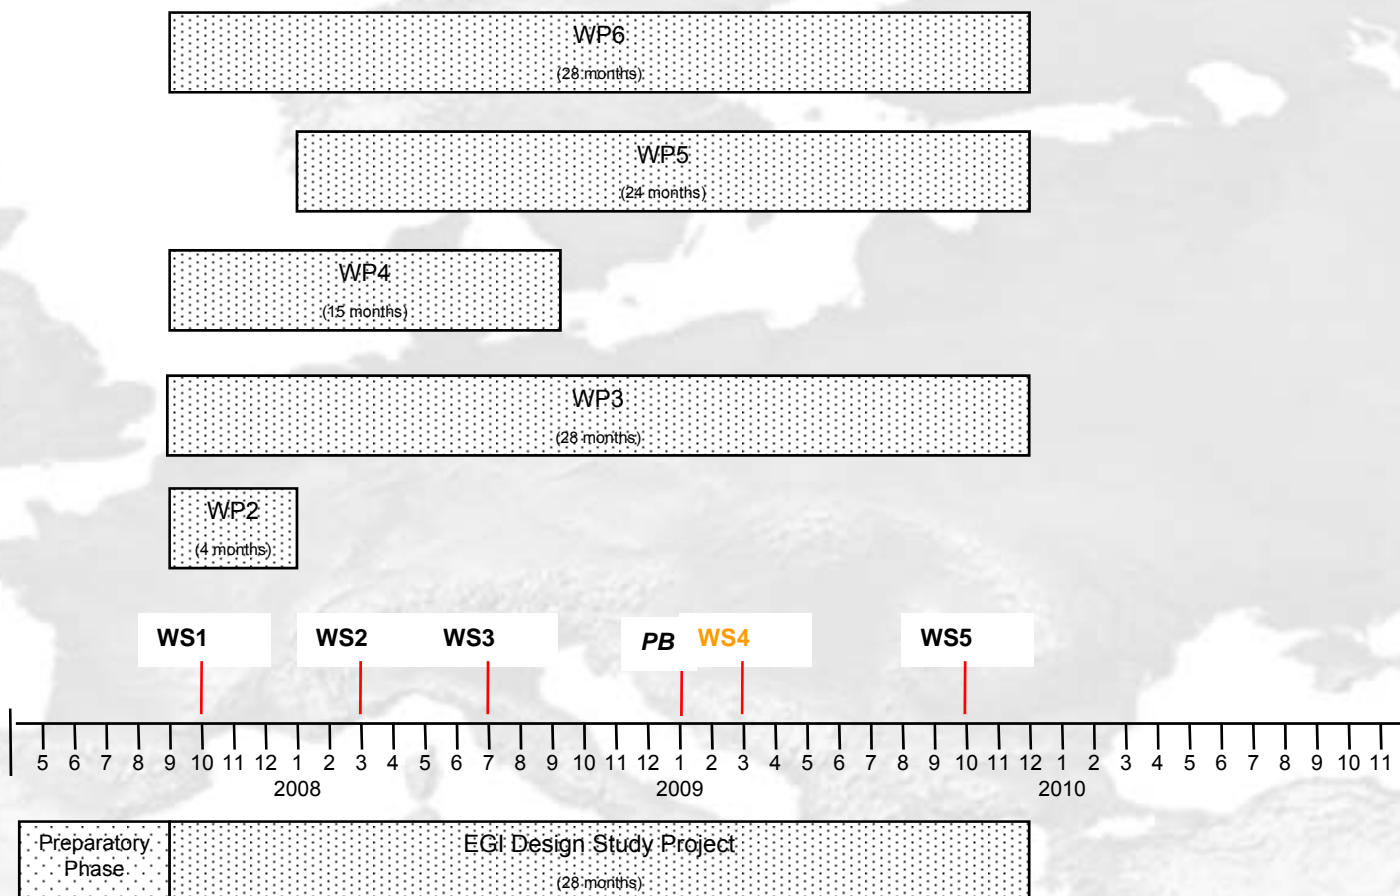 WP6
(28 months)
WP5
(24 months)
WP4
(15 months)
WP3
(28 months)
WP2
(4 months)
WS1 WS2 WS3 PB WS4 WS5
5 6 7 8 9 10 11 12 1 2 3 4 5 6 7 8 9 10 11 12 1 2 3 4 5 6 7 8 9 10 11 12 1 2 3 4 5 6 7 8 9 10 11
2008 2009 2010
Preparatory
Phase
EGI Design Study Project
(28 months)